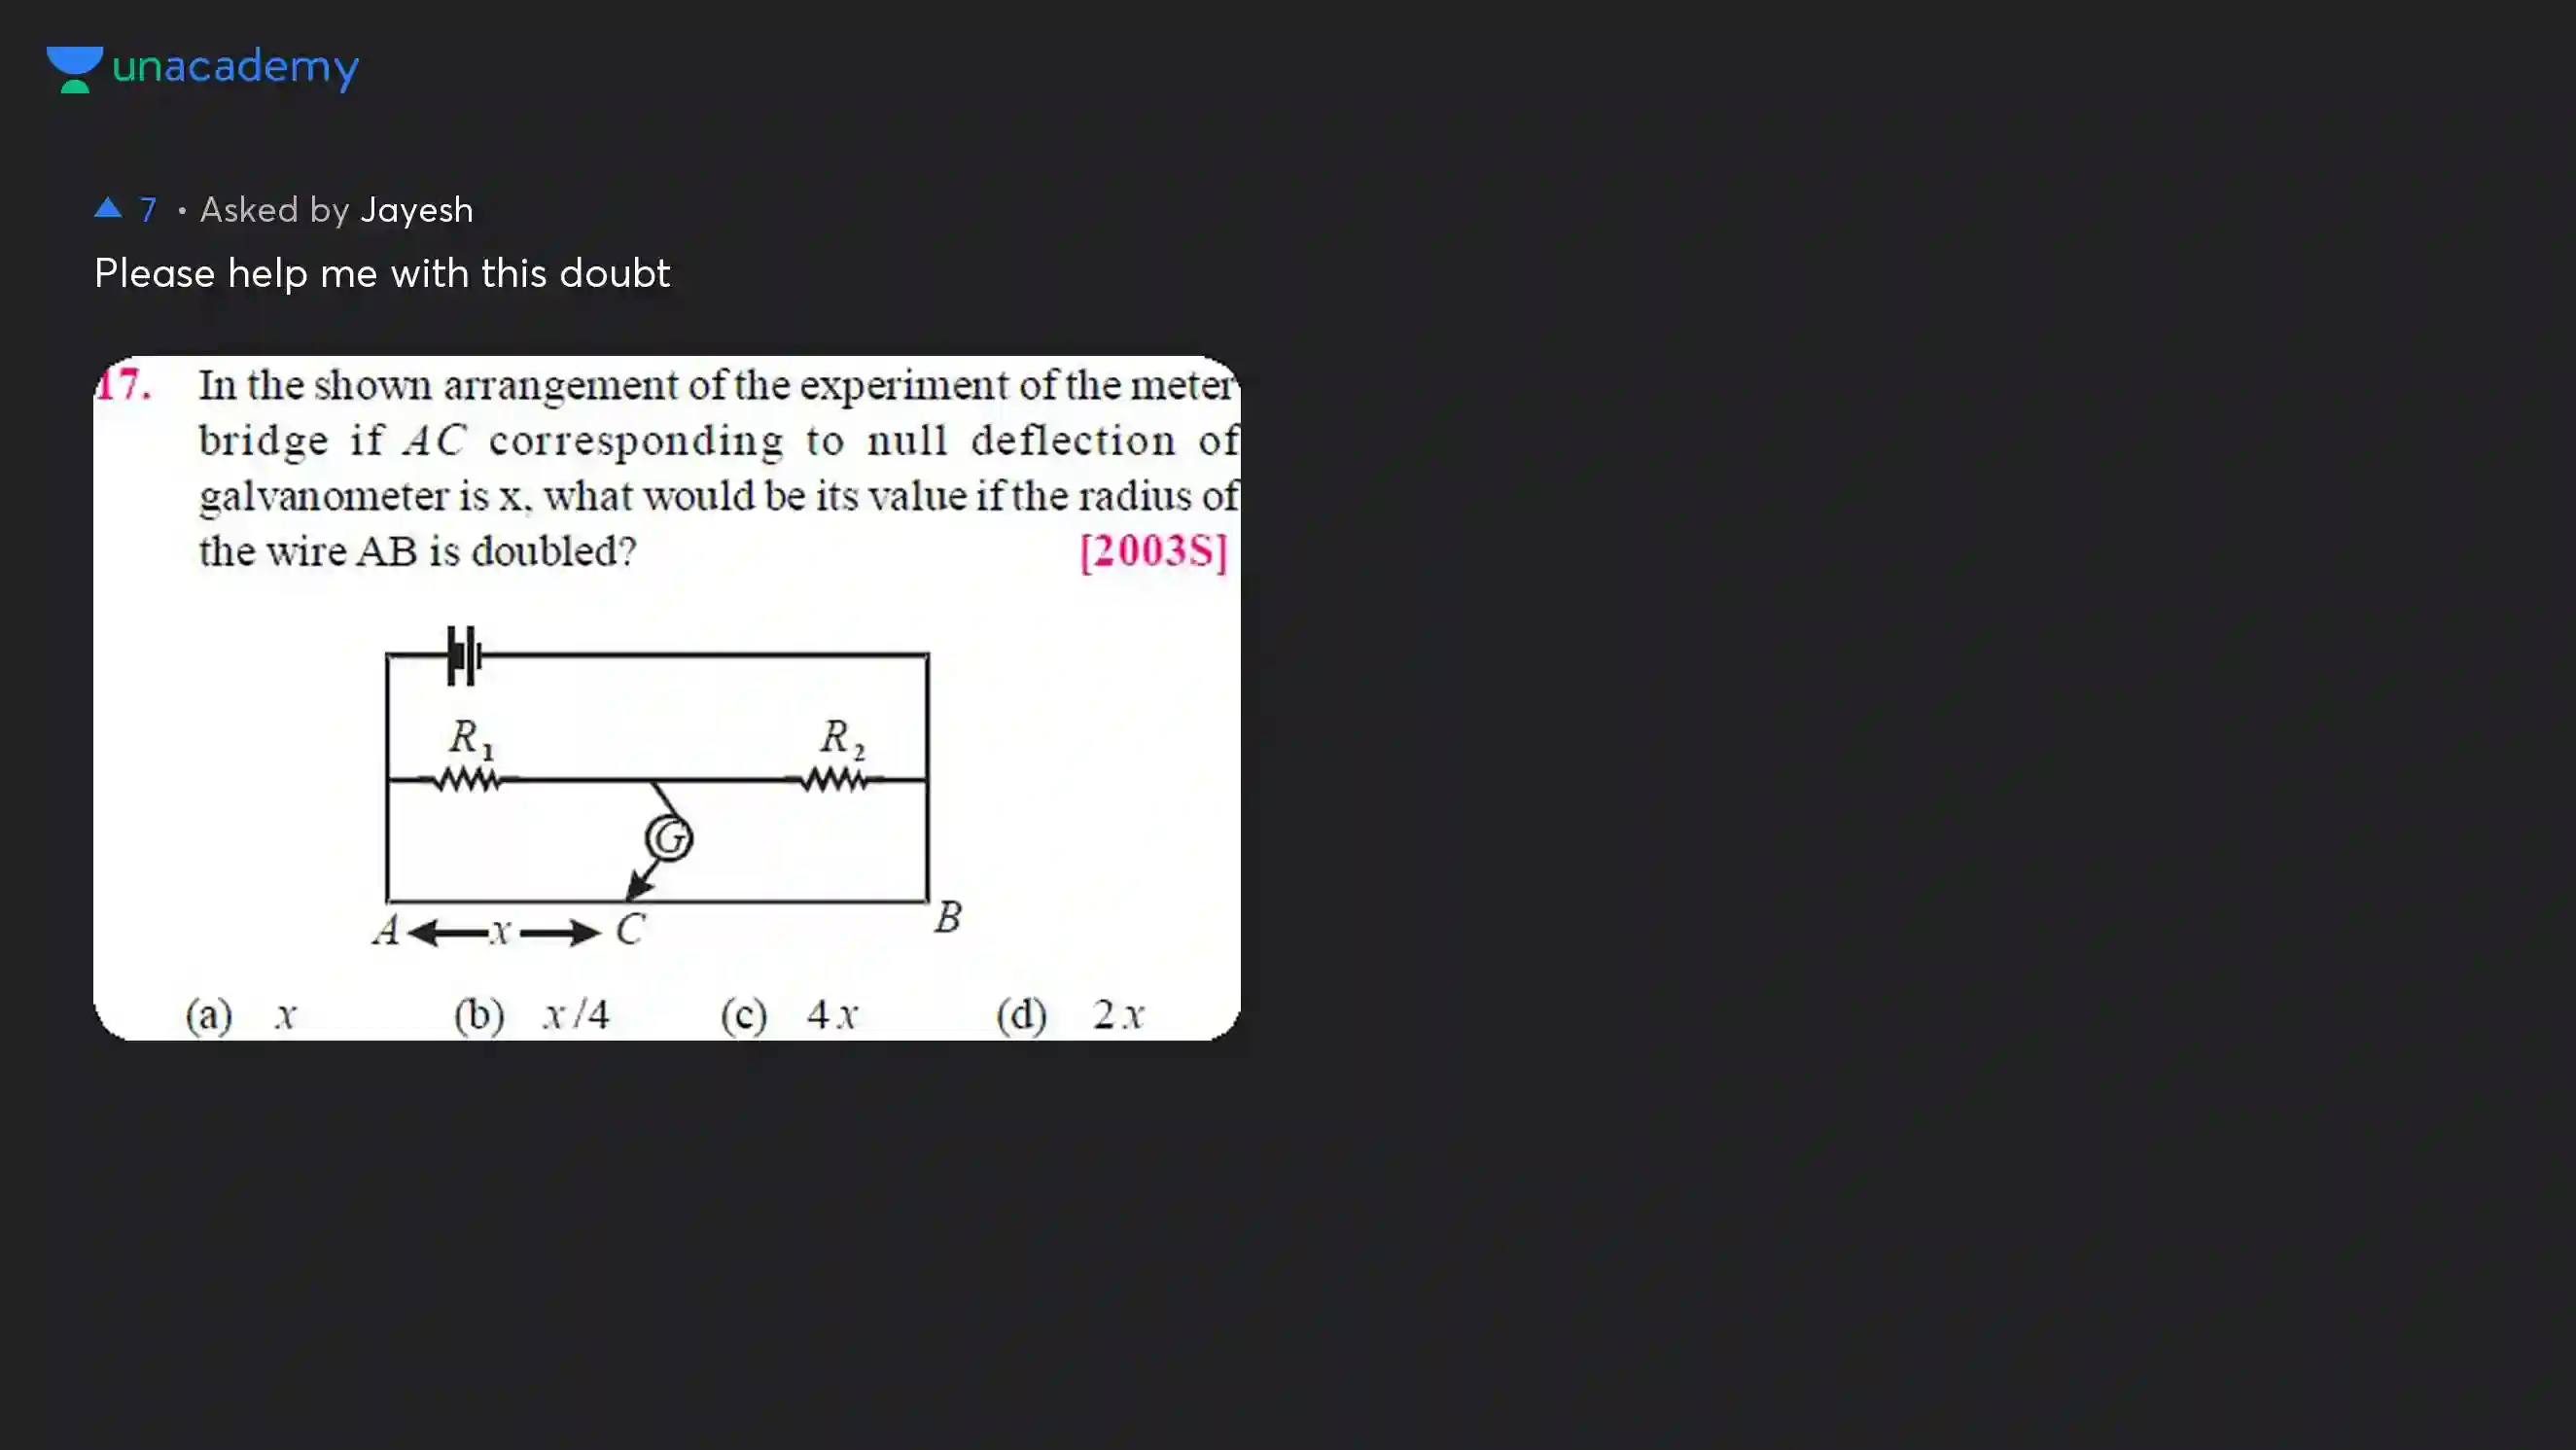 unacademy
▲ 7 • Asked by Jayesh
Please help me with this doubt
17. In the shown arrangement of the experiment of the meter
bridge if AC corresponding to null deflection of
galvanometer is x, what would be its value if the radius of
the wire AB is doubled? [2003S]
R1 R2
G
A x C B
(a) x (b) x/4 (c) 4x (d) 2x